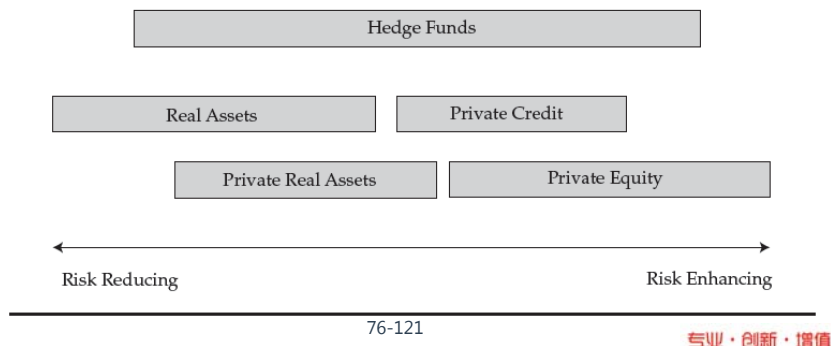 Hedge Funds
Real Assets Private Credit
Private Real Assets Private Equity
Risk Reducing Risk Enhancing
76-121
专业·创新·增值